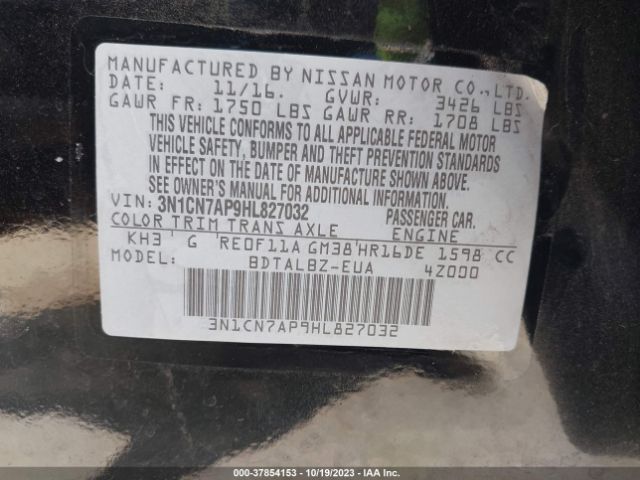 MANUFACTURED BY NISSAN MOTOR CO.,LTD.
DATE: 11/16. GVWR: 3426 LBS
GAWR FR: 1750 LBS GAWR RR: 1708 LBS
THIS VEHICLE CONFORMS TO ALL APPLICABLE FEDERAL MOTOR
VEHICLE SAFETY, BUMPER AND THEFT PREVENTION STANDARDS
IN EFFECT ON THE DATE OF MANUFACTURE SHOWN ABOVE.
SEE OWNER'S MANUAL FOR ADDITIONAL INFORMATION.
VIN: 3N1CN7AP9HL827032 PASSENGER CAR.
COLOR TRIM TRANS AXLE ENGINE
KH3 ' G RE0F11A GM38'HR16DE 1598 CC
MODEL: BDTALBZ-EUA 4Z000
3N1CN7AP9HL827032
000-37854153 - 10/19/2023 - IAA Inc.